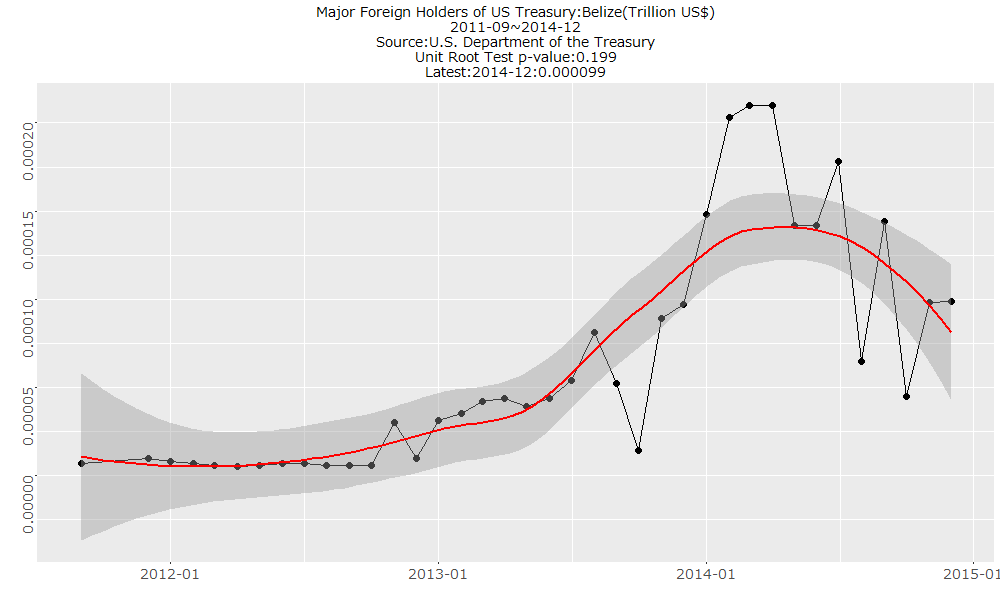 Major Foreign Holders of US Treasury:Belize(Trillion US$)
2011-09~2014-12
Source:U.S. Department of the Treasury
Unit Root Test p-value:0.199
Latest:2014-12:0.000099
0.00020
0.00015
0.00010
0.00005
0.00000
2012-01
2013-01
2014-01
2015-01